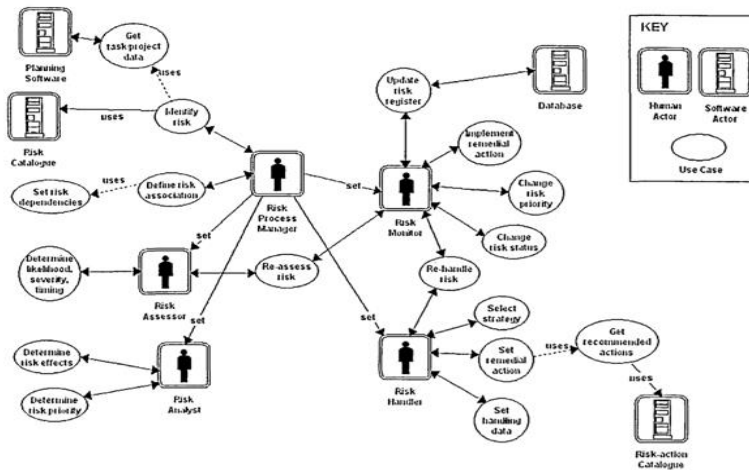 Planning
Software
Get
task/project
data
uses
Risk
Catalogue
uses
Identify
risk
Set risk
dependencies
uses
Define risk
association
Risk
Process
Manager
set
set
set
set
Determine
likelihood,
severity,
timing
Risk
Assessor
Re-assess
risk
Determine
risk effects
Determine
risk priority
Risk
Analyst
Update
risk
register
Database
Implement
remedial
action
Change
risk
priority
Change
risk status
Risk
Monitor
Re-handle
risk
Select
strategy
Set
remedial
action
uses
Get
recommended
actions
uses
Set
handling
data
Risk
Handler
Risk-action
Catalogue
KEY
Human
Actor
Software
Actor
Use Case